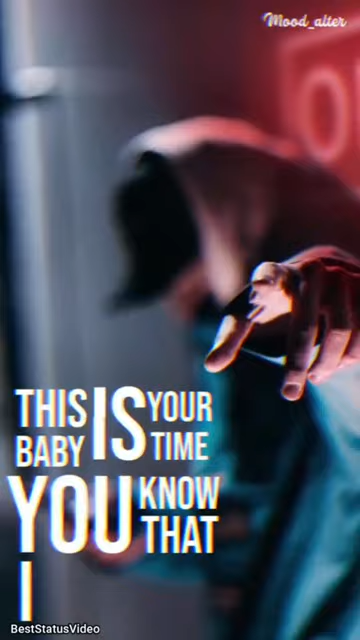 Mood_alter
THIS IS YOUR
BABY TIME
YOU KNOW
THAT
I
BestStatusVideo